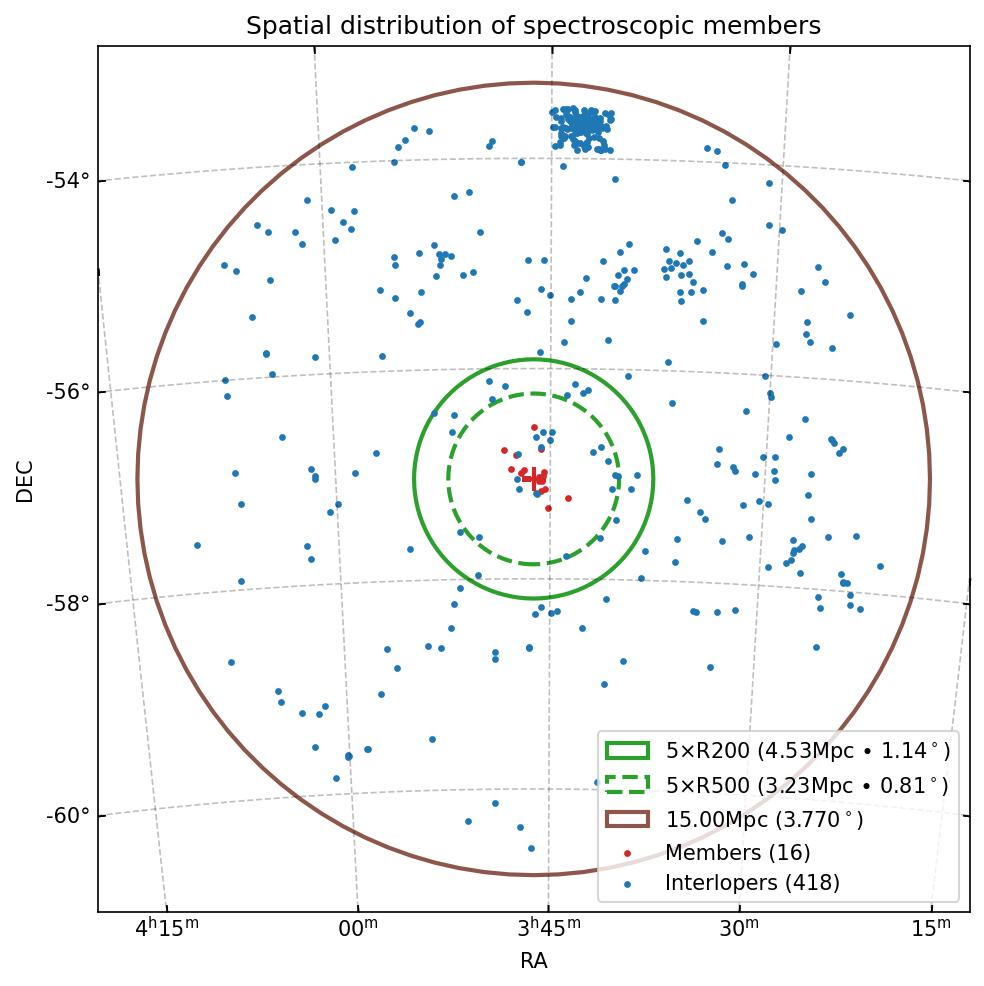 Spatial distribution of spectroscopic members
-54°
-56°
-58°
-60°
DEC
4ʰ15ᵐ 00ᵐ 3ʰ45ᵐ 30ᵐ 15ᵐ
RA
5×R200 (4.53Mpc • 1.14°)
5×R500 (3.23Mpc • 0.81°)
15.00Mpc (3.770°)
Members (16)
Interlopers (418)